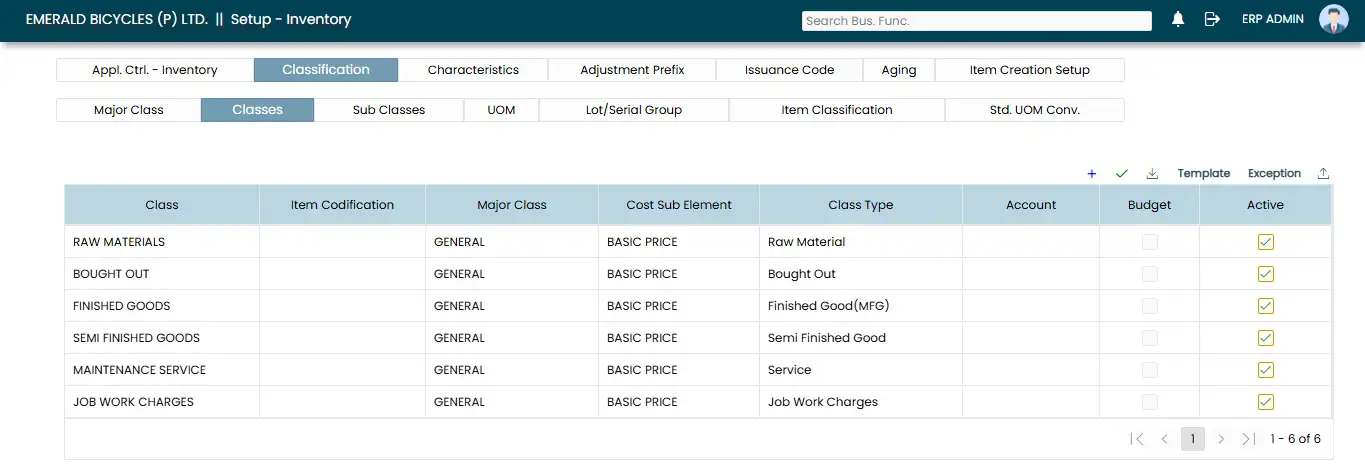 EMERALD BICYCLES (P) LTD. || Setup - Inventory Search Bus. Func. ERP ADMIN
Appl. Ctrl. - Inventory Classification Characteristics Adjustment Prefix Issuance Code Aging Item Creation Setup
Major Class Classes Sub Classes UOM Lot/Serial Group Item Classification Std. UOM Conv.
+ Template Exception
Class Item Codification Major Class Cost Sub Element Class Type Account Budget Active
RAW MATERIALS GENERAL BASIC PRICE Raw Material
BOUGHT OUT GENERAL BASIC PRICE Bought Out
FINISHED GOODS GENERAL BASIC PRICE Finished Good(MFG)
SEMI FINISHED GOODS GENERAL BASIC PRICE Semi Finished Good
MAINTENANCE SERVICE GENERAL BASIC PRICE Service
JOB WORK CHARGES GENERAL BASIC PRICE Job Work Charges
1 1 - 6 of 6